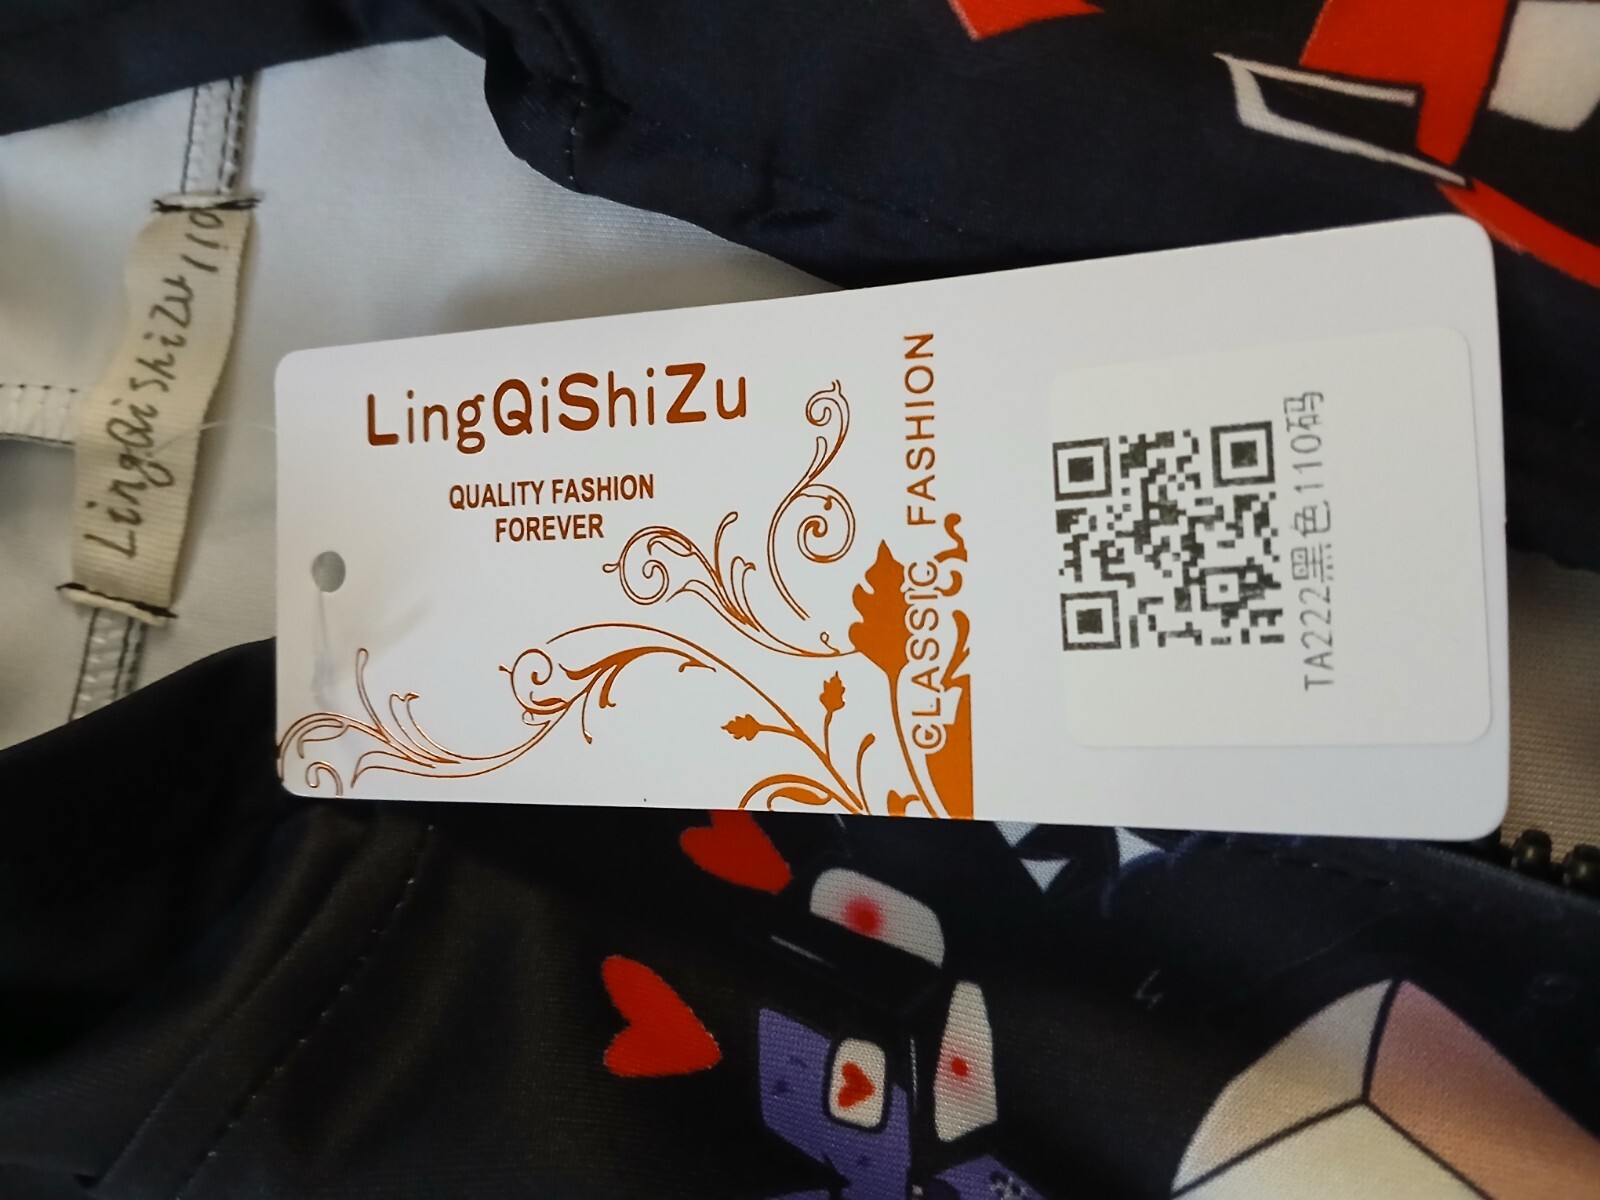 LingQiShiZu
QUALITY FASHION
FOREVER
CLASSIC FASHION
TA222黑色110码
LingQiShiZu 110